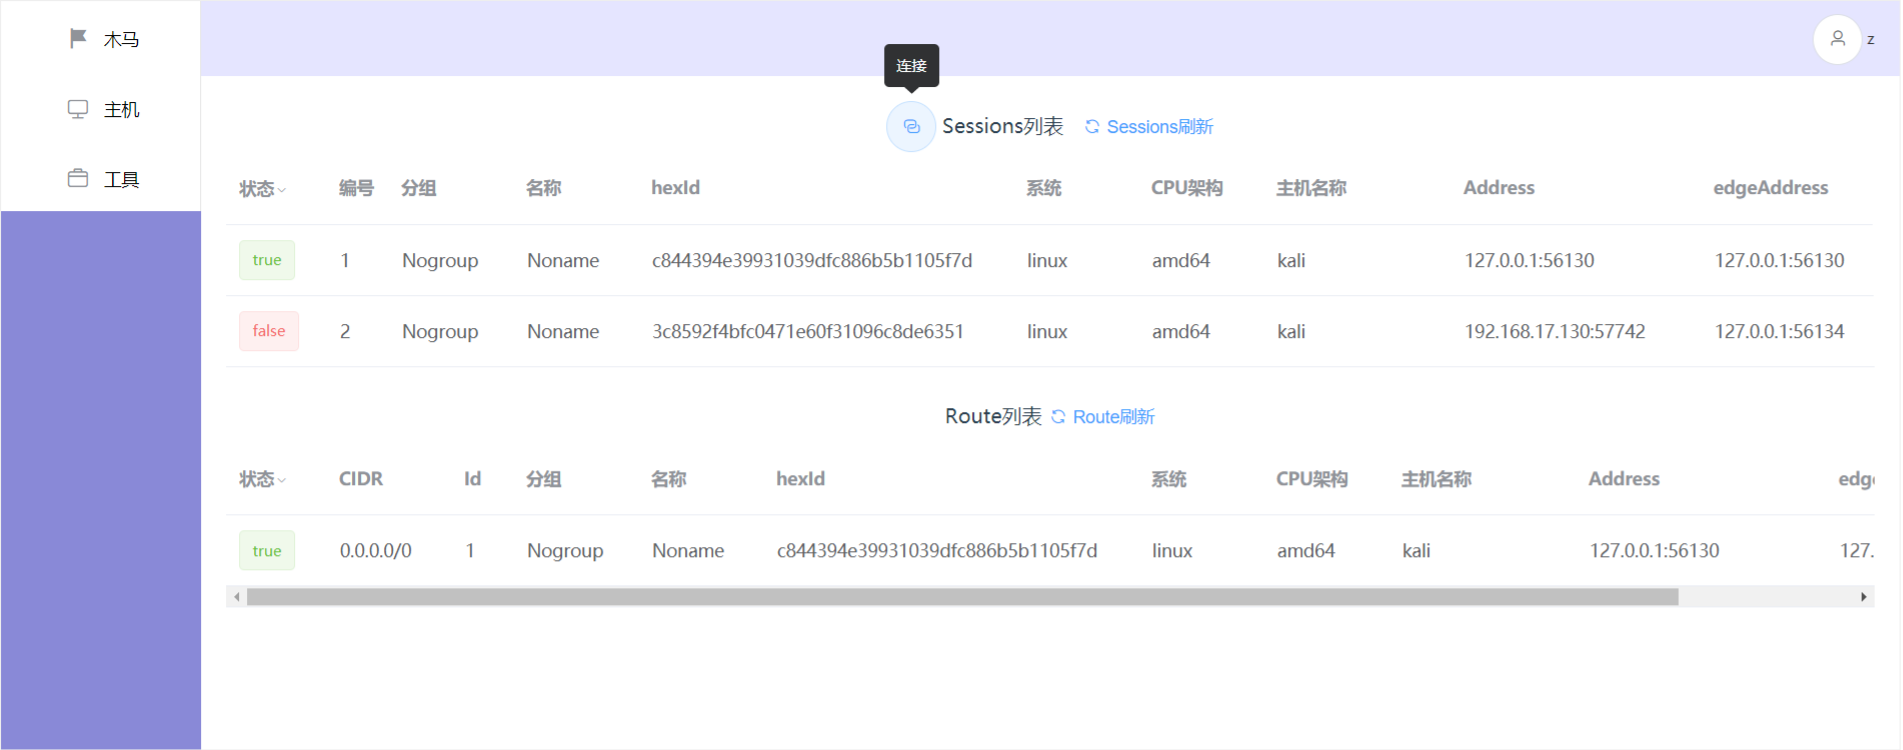 木马
主机
工具
z
连接
Sessions列表 Sessions刷新
状态 编号 分组 名称 hexId 系统 CPU架构 主机名称 Address edgeAddress
true 1 Nogroup Noname c844394e39931039dfc886b5b1105f7d linux amd64 kali 127.0.0.1:56130 127.0.0.1:56130
false 2 Nogroup Noname 3c8592f4bfc0471e60f31096c8de6351 linux amd64 kali 192.168.17.130:57742 127.0.0.1:56134
Route列表 Route刷新
状态 CIDR Id 分组 名称 hexId 系统 CPU架构 主机名称 Address edg
true 0.0.0.0/0 1 Nogroup Noname c844394e39931039dfc886b5b1105f7d linux amd64 kali 127.0.0.1:56130 127.